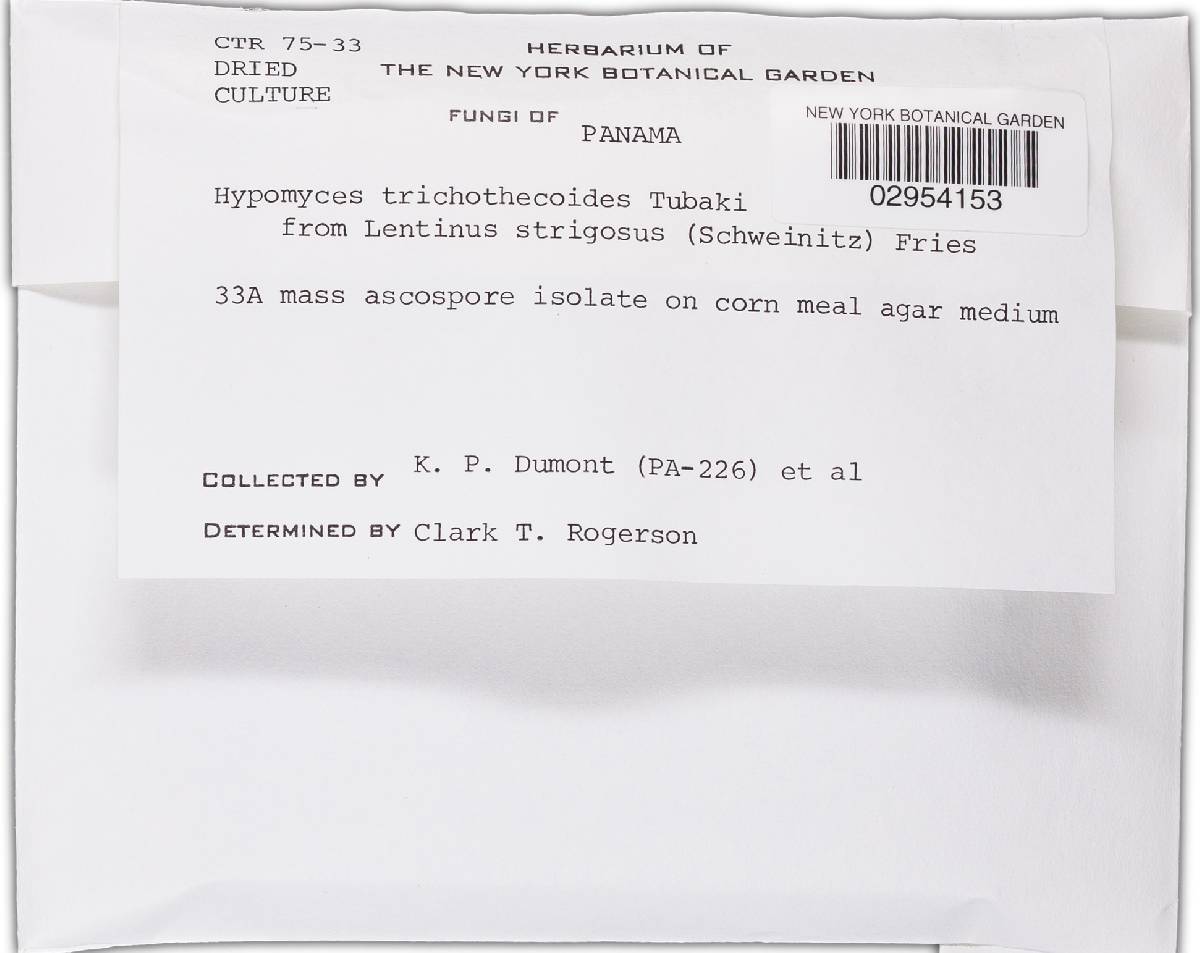 CTR 75-33
DRIED
CULTURE
HERBARIUM OF
THE NEW YORK BOTANICAL GARDEN
FUNGI OF PANAMA
NEW YORK BOTANICAL GARDEN
02954153
Hypomyces trichothecoides Tubaki
from Lentinus strigosus (Schweinitz) Fries
33A mass ascospore isolate on corn meal agar medium
COLLECTED BY K. P. Dumont (PA-226) et al
DETERMINED BY Clark T. Rogerson